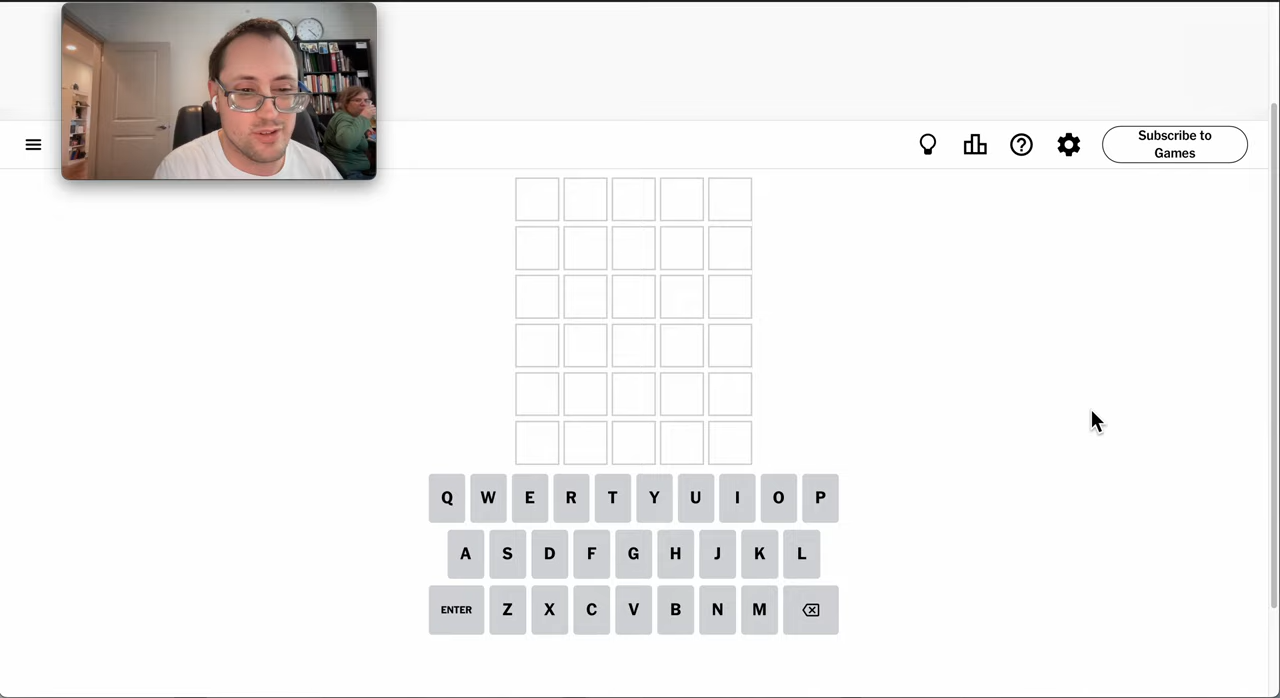 Subscribe to
Games
Q W E R T Y U I O P
A S D F G H J K L
ENTER Z X C V B N M